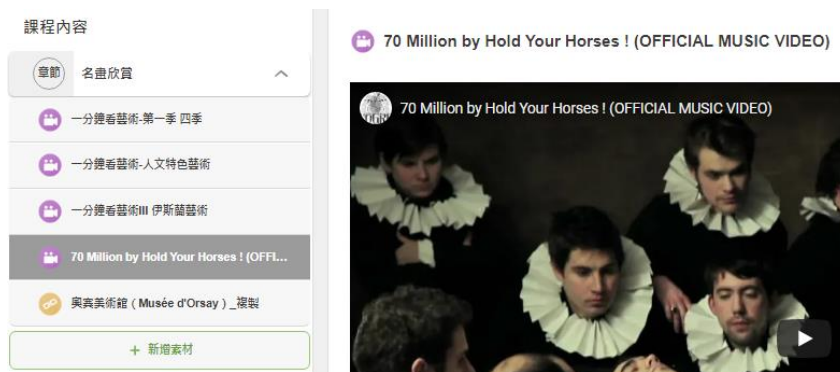 課程內容
章節 名畫欣賞
一分鐘看藝術-第一季 四季
一分鐘看藝術-人文特色藝術
一分鐘看藝術III 伊斯蘭藝術
70 Million by Hold Your Horses ! (OFFI...
奧賽美術館（Musée d'Orsay）_複製
+ 新增素材
70 Million by Hold Your Horses ! (OFFICIAL MUSIC VIDEO)
70 Million by Hold Your Horses ! (OFFICIAL MUSIC VIDEO)